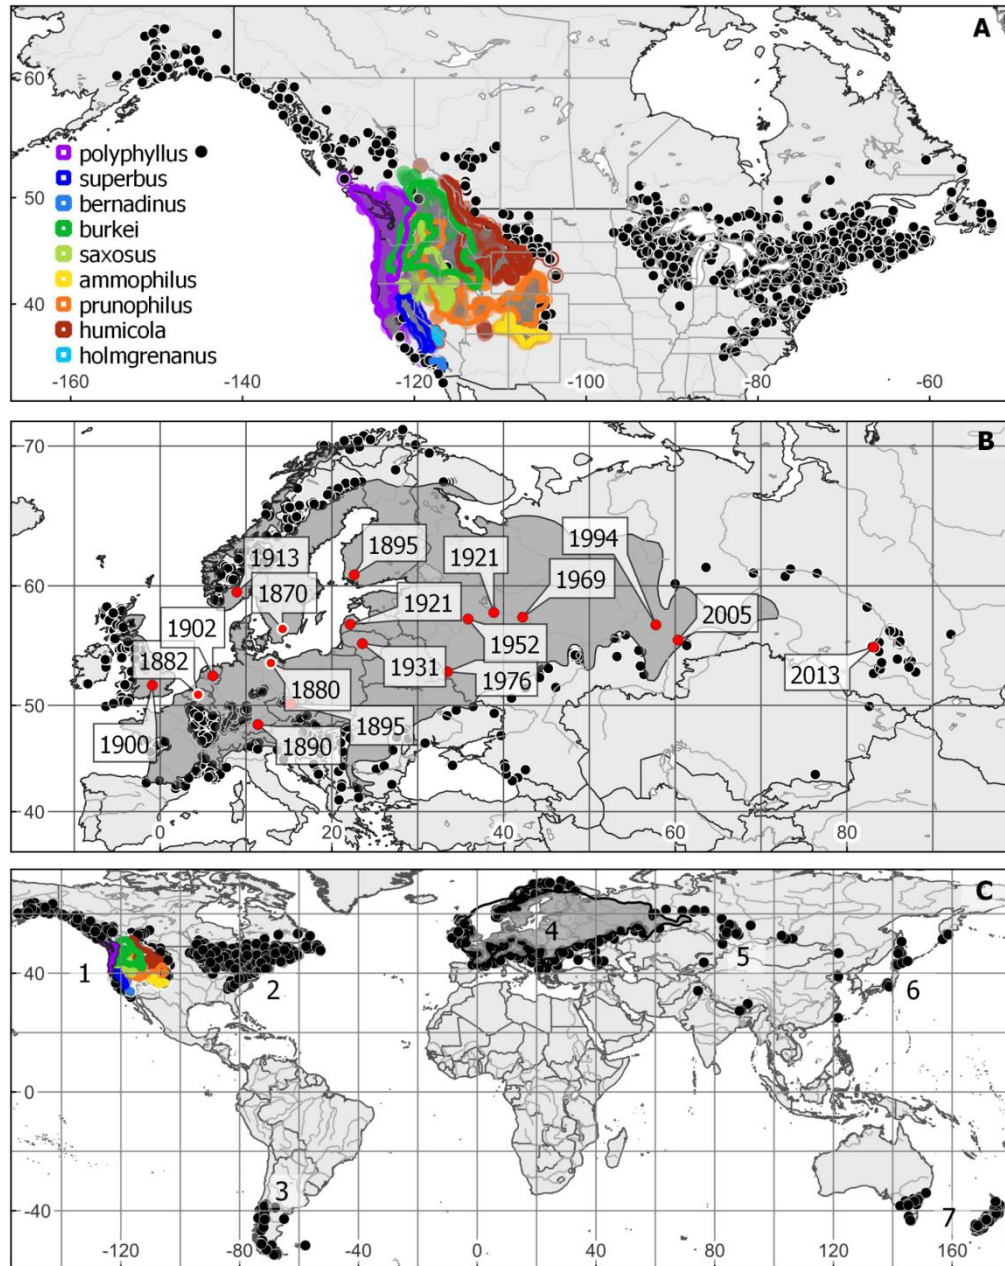 A
60
50
40
polyphyllus
superbus
bernadinus
burkei
saxosus
ammophilus
prunophilus
humicola
holmgrenanus
-160 -140 -120 -100 -80 -60
B
70
60
50
40
1913
1870
1895
1921
1994
1969
1902
1921
1952
2005
1882
1931
1976
2013
1880
1900
1890
1895
0 20 40 60 80
C
40
0
-40
1
2
3
4
5
6
7
-120 -80 -40 0 40 80 120 160